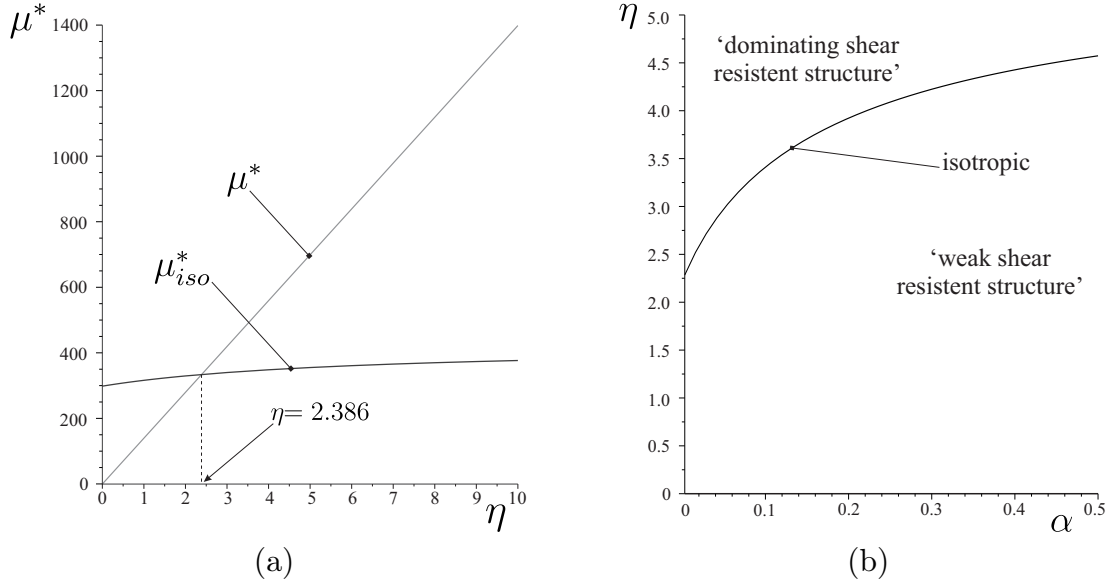 μ*
1400
1200
1000
800
600
400
200
0
μ*
μ*iso
η= 2.386
0 1 2 3 4 5 6 7 8 9 10
η
(a)
η
5.0
4.5
4.0
3.5
3.0
2.5
2.0
1.5
1.0
0.5
0
‘dominating shear
resistent structure’
isotropic
‘weak shear
resistent structure’
0 0.1 0.2 0.3 0.4 0.5
α
(b)